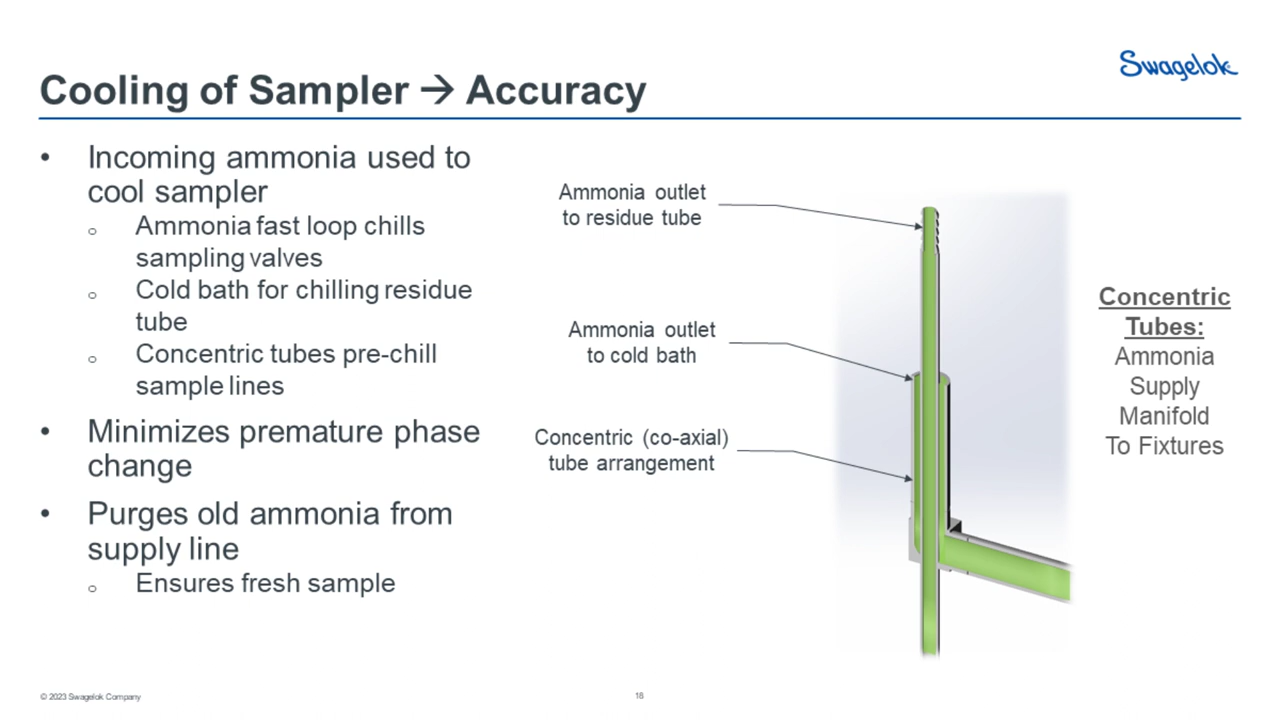 Swagelok
Cooling of Sampler → Accuracy
• Incoming ammonia used to
cool sampler
o Ammonia fast loop chills
sampling valves
o Cold bath for chilling residue
tube
o Concentric tubes pre-chill
sample lines
• Minimizes premature phase
change
• Purges old ammonia from
supply line
o Ensures fresh sample
Ammonia outlet
to residue tube
Ammonia outlet
to cold bath
Concentric (co-axial)
tube arrangement
Concentric
Tubes:
Ammonia
Supply
Manifold
To Fixtures
© 2023 Swagelok Company
18